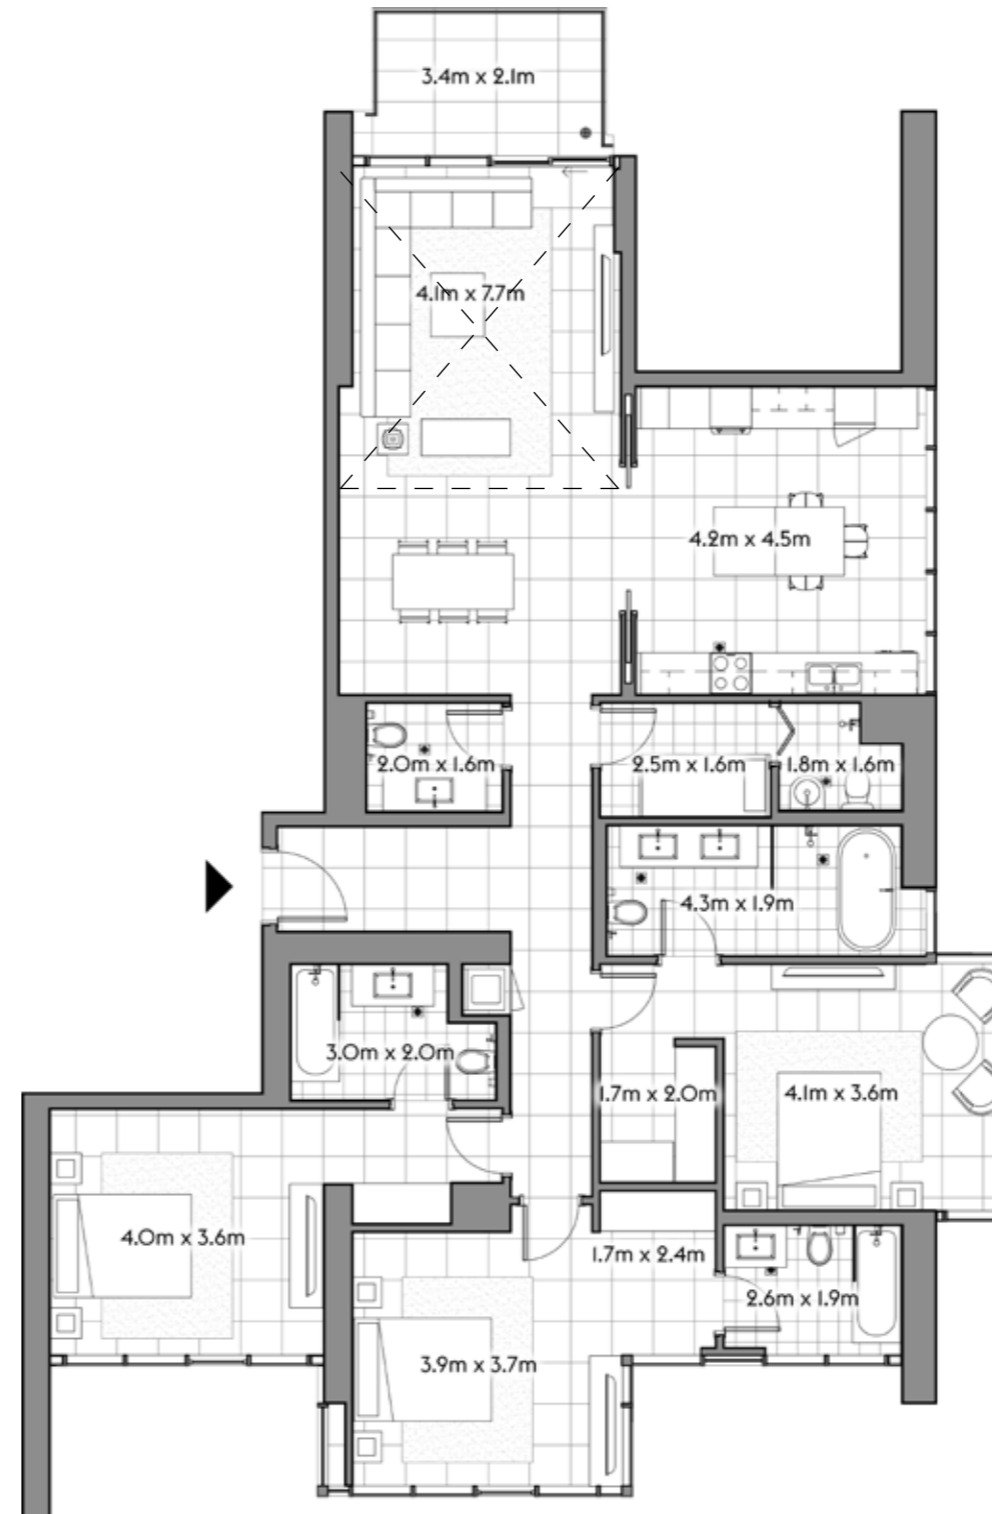 3.4m x 2.1m
4.1m x 7.7m
4.2m x 4.5m
2.0m x 1.6m
2.5m x 1.6m
1.8m x 1.6m
4.3m x 1.9m
3.0m x 2.0m
1.7m x 2.0m
4.1m x 3.6m
4.0m x 3.6m
1.7m x 2.4m
2.6m x 1.9m
3.9m x 3.7m